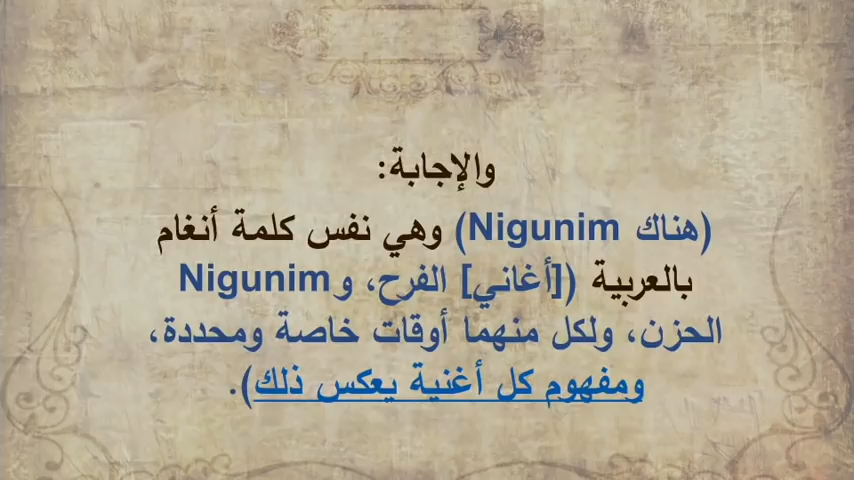 والإجابة:
(هناك Nigunim) وهي نفس كلمة أنغام
بالعربية ([أغاني] الفرح، وNigunim
الحزن، ولكل منهما أوقات خاصة ومحددة،
ومفهوم كل أغنية يعكس ذلك).